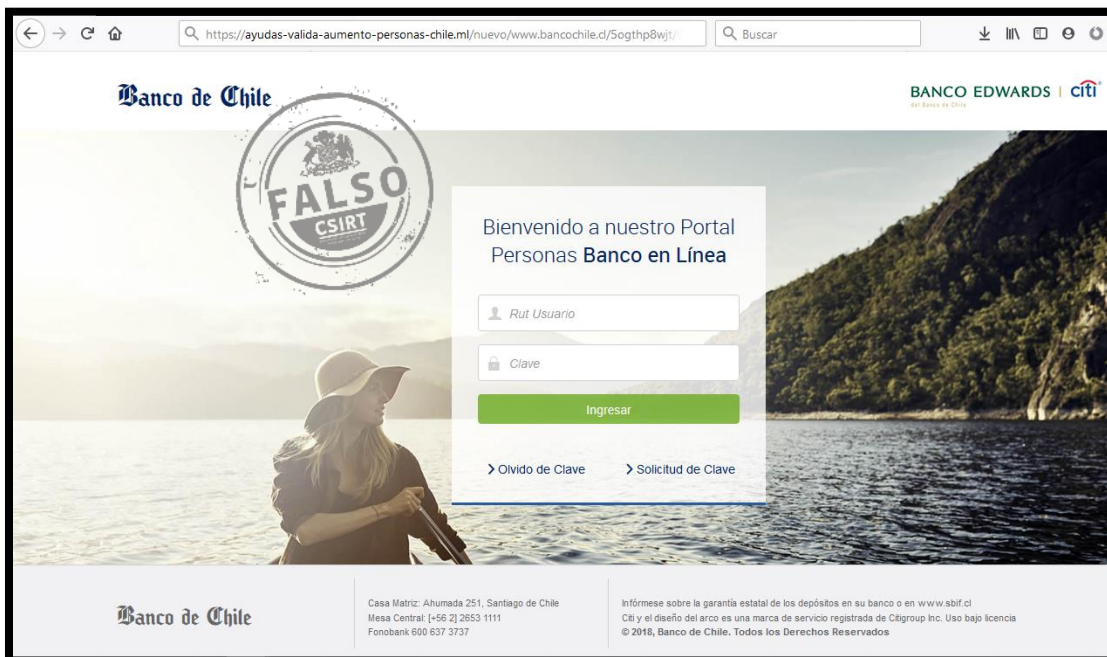 https://ayudas-valida-aumento-personas-chile.ml/nuevo/www.bancochile.cl/5ogthp8wjt/
Buscar
Banco de Chile
BANCO EDWARDS | citi
del Banco de Chile
FALSO
CSIRT
Bienvenido a nuestro Portal
Personas Banco en Línea
Rut Usuario
Clave
Ingresar
Olvido de Clave
Solicitud de Clave
Banco de Chile
Casa Matriz: Ahumada 251, Santiago de Chile
Mesa Central: [+56 2] 2653 1111
Fonobank 600 637 3737
Infórmese sobre la garantía estatal de los depósitos en su banco o en www.sbif.cl
Citi y el diseño del arco es una marca de servicio registrada de Citigroup Inc. Uso bajo licencia
© 2018, Banco de Chile. Todos los Derechos Reservados